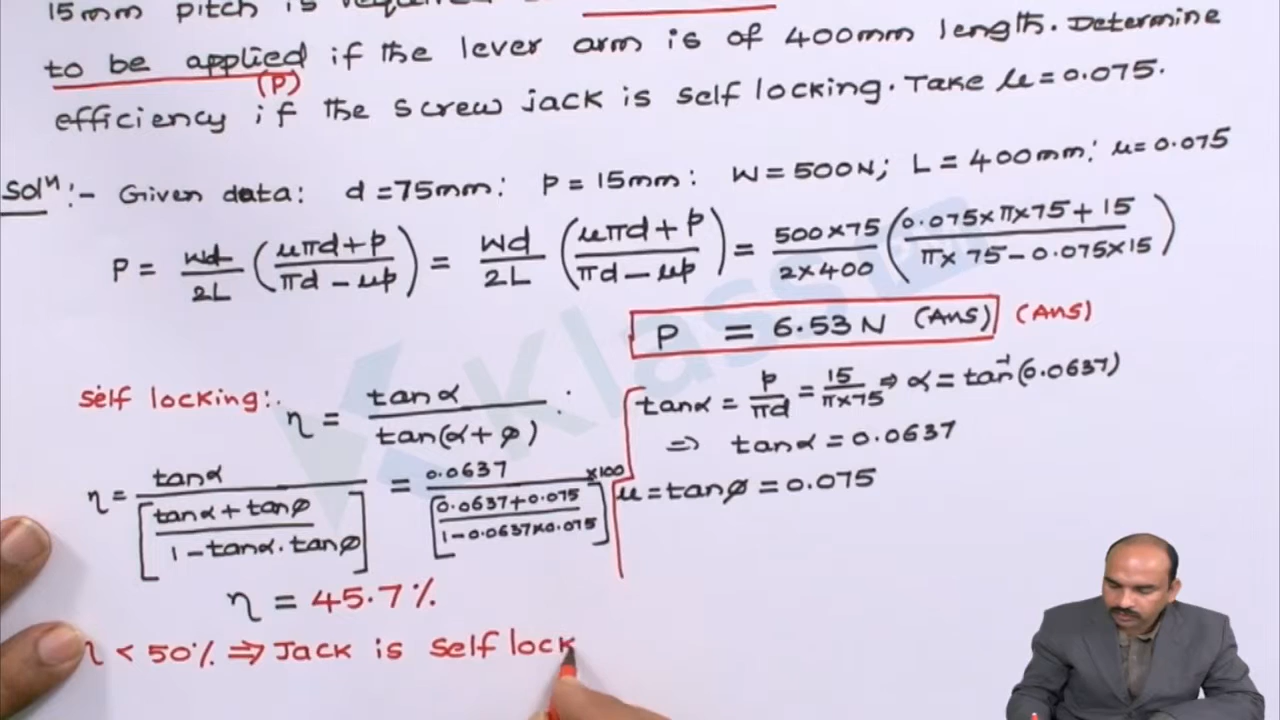 15mm pitch is required
to be applied if the lever arm is of 400mm length. Determine
(P)
efficiency if the screw jack is self locking. Take μ = 0.075.
Solⁿ:- Given data: d = 75mm: p = 15mm: W = 500N; L = 400mm: μ = 0.075
P = Wd/2L (μπd + p / πd - μp) = Wd/2L (μπd + p / πd - μp) = 500×75/2×400 (0.075×π×75 + 15 / π×75 - 0.075×15)
P = 6.53N (Ans) (Ans)
self locking:. η = tanα / tan(α+φ) :
tanα = p/πd = 15/π×75 ⇒ α = tan⁻¹(0.0637)
⇒ tanα = 0.0637
μ = tanφ = 0.075
η = tanα / [tanα + tanφ / 1 - tanα . tanφ] = 0.0637 / [0.0637+0.075 / 1-0.0637×0.075] ×100
η = 45.7%
η < 50% ⇒ Jack is self lock
Klass